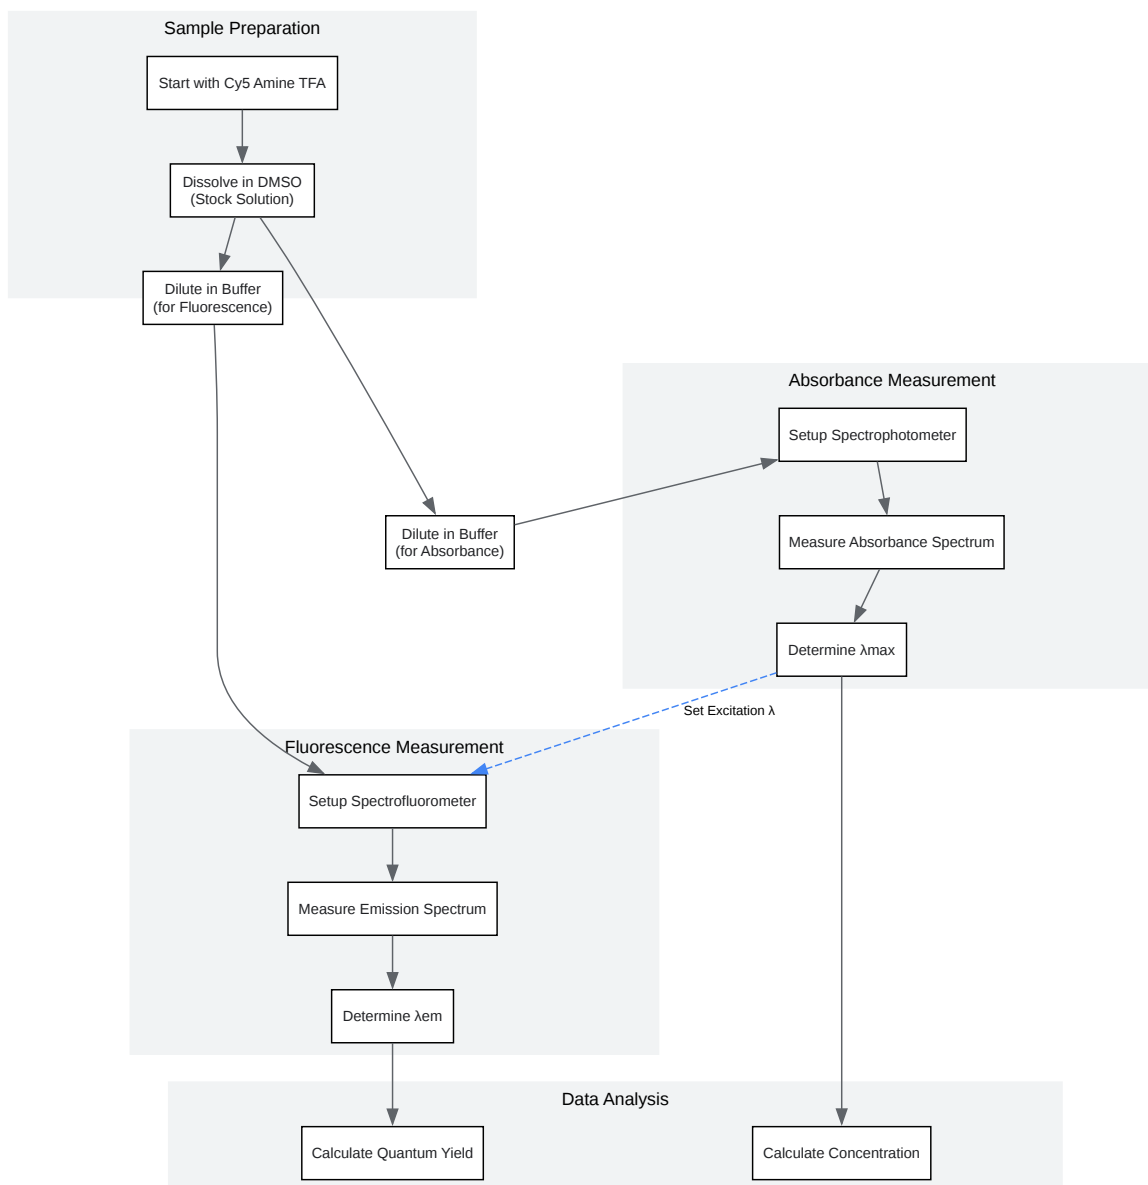 Sample Preparation
Start with Cy5 Amine TFA
Dissolve in DMSO
(Stock Solution)
Dilute in Buffer
(for Fluorescence)
Absorbance Measurement
Setup Spectrophotometer
Dilute in Buffer
(for Absorbance)
Measure Absorbance Spectrum
Determine λmax
Set Excitation λ
Fluorescence Measurement
Setup Spectrofluorometer
Measure Emission Spectrum
Determine λem
Data Analysis
Calculate Quantum Yield
Calculate Concentration